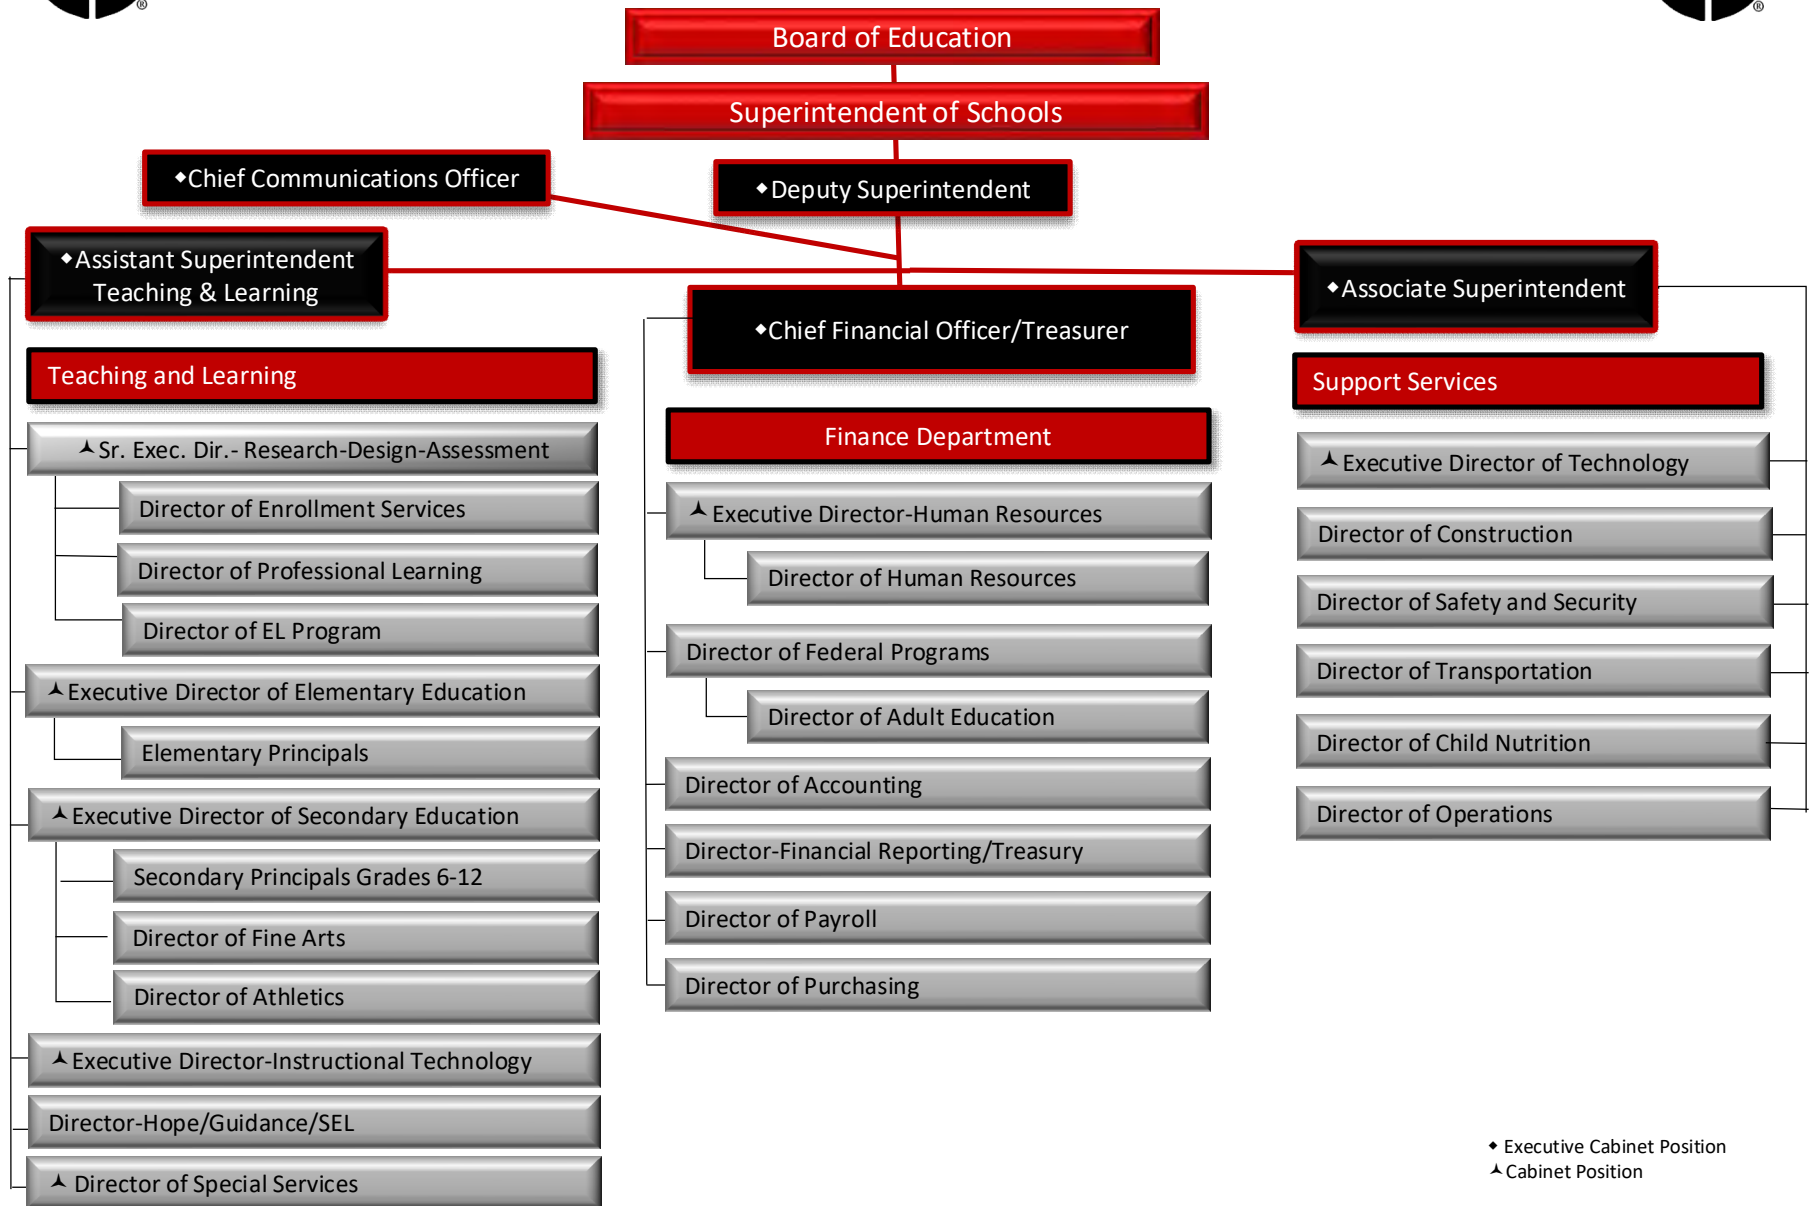 ®
®
Board of Education
Superintendent of Schools
◆Chief Communications Officer
◆Deputy Superintendent
◆Assistant Superintendent
Teaching & Learning
◆Chief Financial Officer/Treasurer
◆Associate Superintendent
Teaching and Learning
Sr. Exec. Dir.- Research-Design-Assessment
Director of Enrollment Services
Director of Professional Learning
Director of EL Program
Executive Director of Elementary Education
Elementary Principals
Executive Director of Secondary Education
Secondary Principals Grades 6-12
Director of Fine Arts
Director of Athletics
Executive Director-Instructional Technology
Director-Hope/Guidance/SEL
Director of Special Services
Finance Department
Executive Director-Human Resources
Director of Human Resources
Director of Federal Programs
Director of Adult Education
Director of Accounting
Director-Financial Reporting/Treasury
Director of Payroll
Director of Purchasing
Support Services
Executive Director of Technology
Director of Construction
Director of Safety and Security
Director of Transportation
Director of Child Nutrition
Director of Operations
◆ Executive Cabinet Position
Cabinet Position